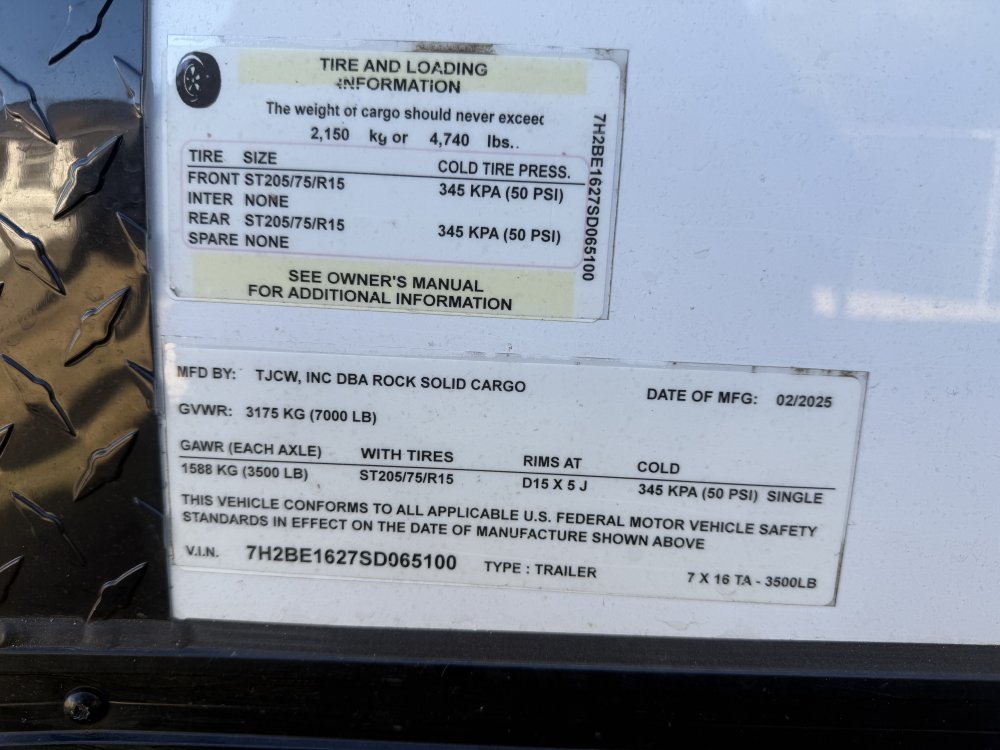 TIRE AND LOADING
INFORMATION
The weight of cargo should never exceed
2,150 kg or 4,740 lbs..
TIRE SIZE COLD TIRE PRESS.
FRONT ST205/75/R15 345 KPA (50 PSI)
INTER NONE
REAR ST205/75/R15 345 KPA (50 PSI)
SPARE NONE
SEE OWNER'S MANUAL
FOR ADDITIONAL INFORMATION
7H2BE1627SD065100
MFD BY: TJCW, INC DBA ROCK SOLID CARGO DATE OF MFG: 02/2025
GVWR: 3175 KG (7000 LB)
GAWR (EACH AXLE) WITH TIRES RIMS AT COLD
1588 KG (3500 LB) ST205/75/R15 D15 X 5 J 345 KPA (50 PSI) SINGLE
THIS VEHICLE CONFORMS TO ALL APPLICABLE U.S. FEDERAL MOTOR VEHICLE SAFETY
STANDARDS IN EFFECT ON THE DATE OF MANUFACTURE SHOWN ABOVE
V.I.N. 7H2BE1627SD065100 TYPE : TRAILER 7 X 16 TA - 3500LB